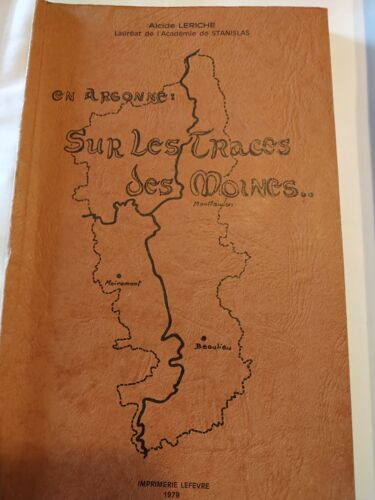 Alcide LERICHE
Lauréat de l'Académie de STANISLAS
EN ARGONNE:
SUR LES TRACES
des MOINES..
Montfaucon
Moiremont
Beaulieu
IMPRIMERIE LEFEVRE
1979